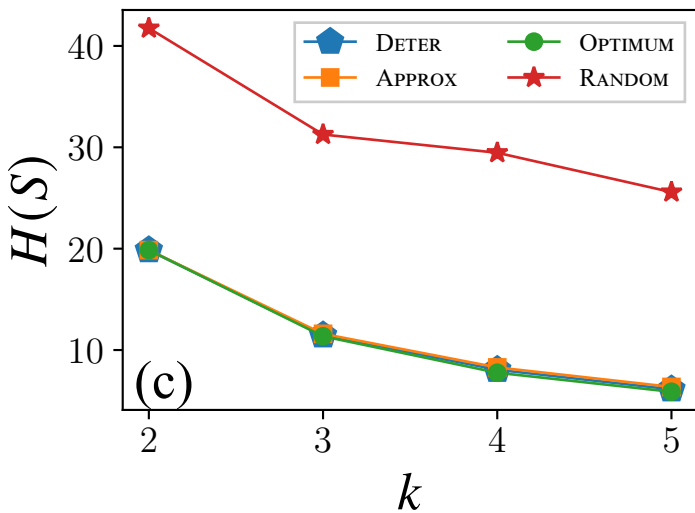 H(S)
40
30
20
10
DETER
APPROX
OPTIMUM
RANDOM
(c)
2 3 4 5
k